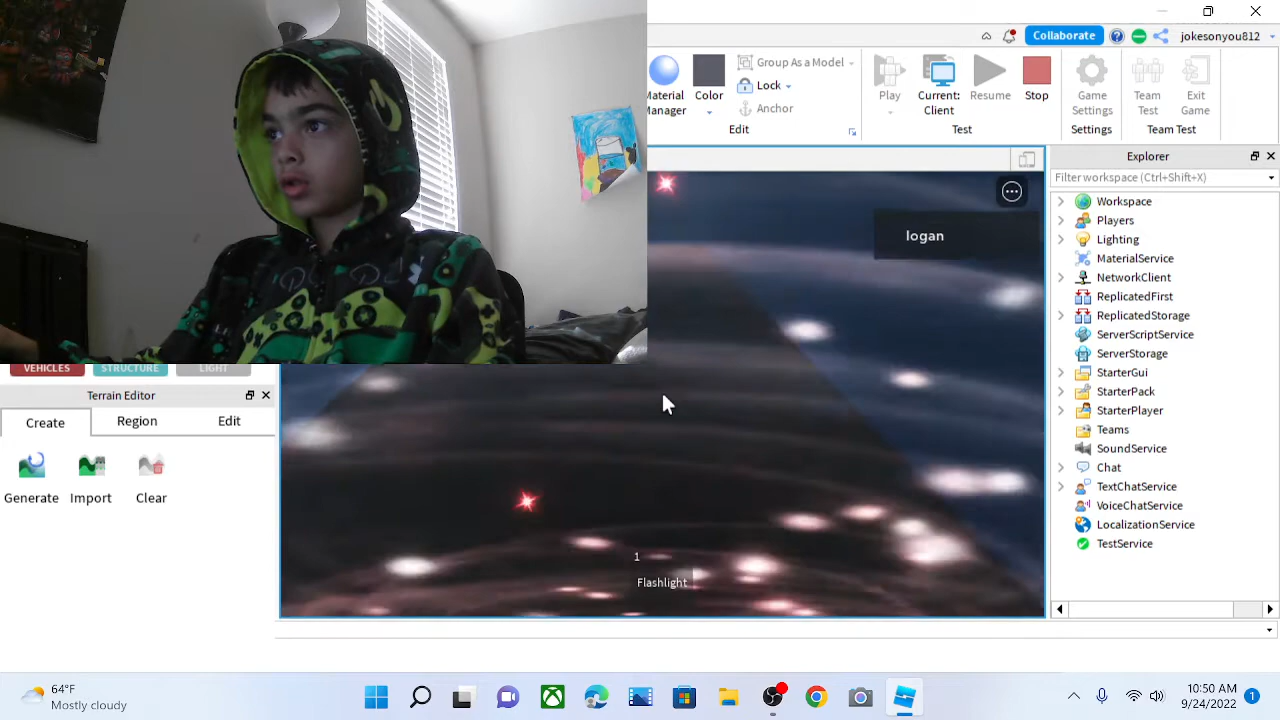 Collaborate
jokesonyou812
Material
Manager
Color
Group As a Model
Lock
Anchor
Edit
Play
Current:
Client
Resume
Stop
Test
Game
Settings
Settings
Team
Test
Exit
Game
Team Test
Explorer
Filter workspace (Ctrl+Shift+X)
Workspace
Players
Lighting
MaterialService
NetworkClient
ReplicatedFirst
ReplicatedStorage
ServerScriptService
ServerStorage
StarterGui
StarterPack
StarterPlayer
Teams
SoundService
Chat
TextChatService
VoiceChatService
LocalizationService
TestService
logan
VEHICLES
STRUCTURE
LIGHT
Terrain Editor
Create
Region
Edit
Generate
Import
Clear
1
Flashlight
64°F
Mostly cloudy
10:50 AM
9/24/2022
1